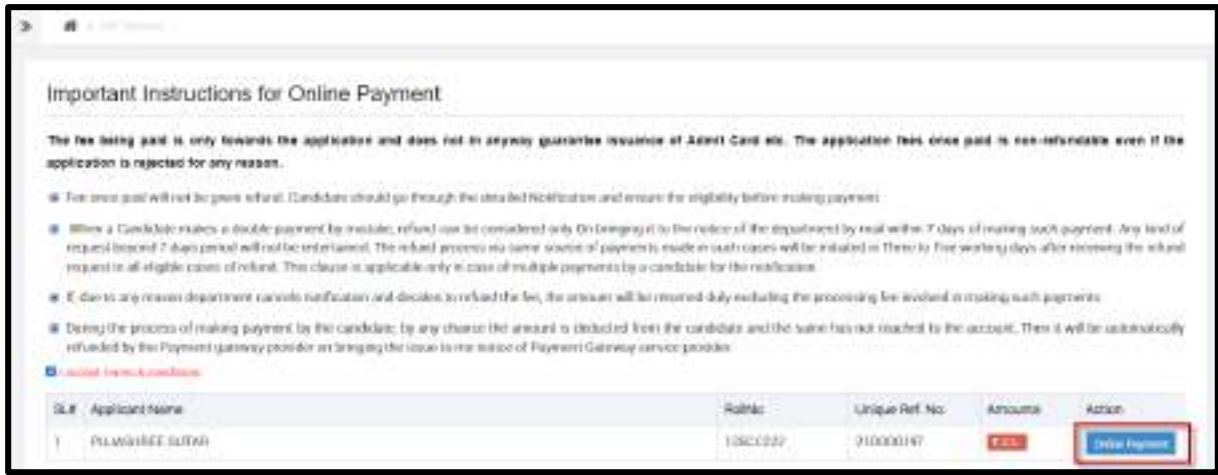 Important Instructions for Online Payment
The fee being paid is only towards the application and does not in anyway guarantee issuance of Admit Card etc. The application fees once paid is non-refundable even if the
application is rejected for any reason.
Fee once paid will not be given refund. Candidate should go through the detailed Notification and ensure the eligibility before making payment
When a Candidate makes a double payment by mistake, refund can be considered only On bringing it to the notice of the department by mail within 7 days of making such payment. Any kind of
request beyond 7 days period will not be entertained. The refund process via same source of payments made in such cases will be initiated in Three to Five working days after receiving the refund
request in all eligible cases of refund. This clause is applicable only in case of multiple payments by a candidate for the notification.
If, due to any reason department cancels notification and decides to refund the fee, the amount will be returned duly excluding the processing fee involved in making such payments.
During the process of making payment by the candidate, by any chance the amount is deducted from the candidate and the same has not reached to the account. Then it will be automatically
refunded by the Payment gateway provider on bringing the issue to the notice of Payment Gateway service provider.
I accept Terms & conditions
SL# Applicant Name RollNo Unique Ref. No. Amounts Action
1 SUTAR Online Payment